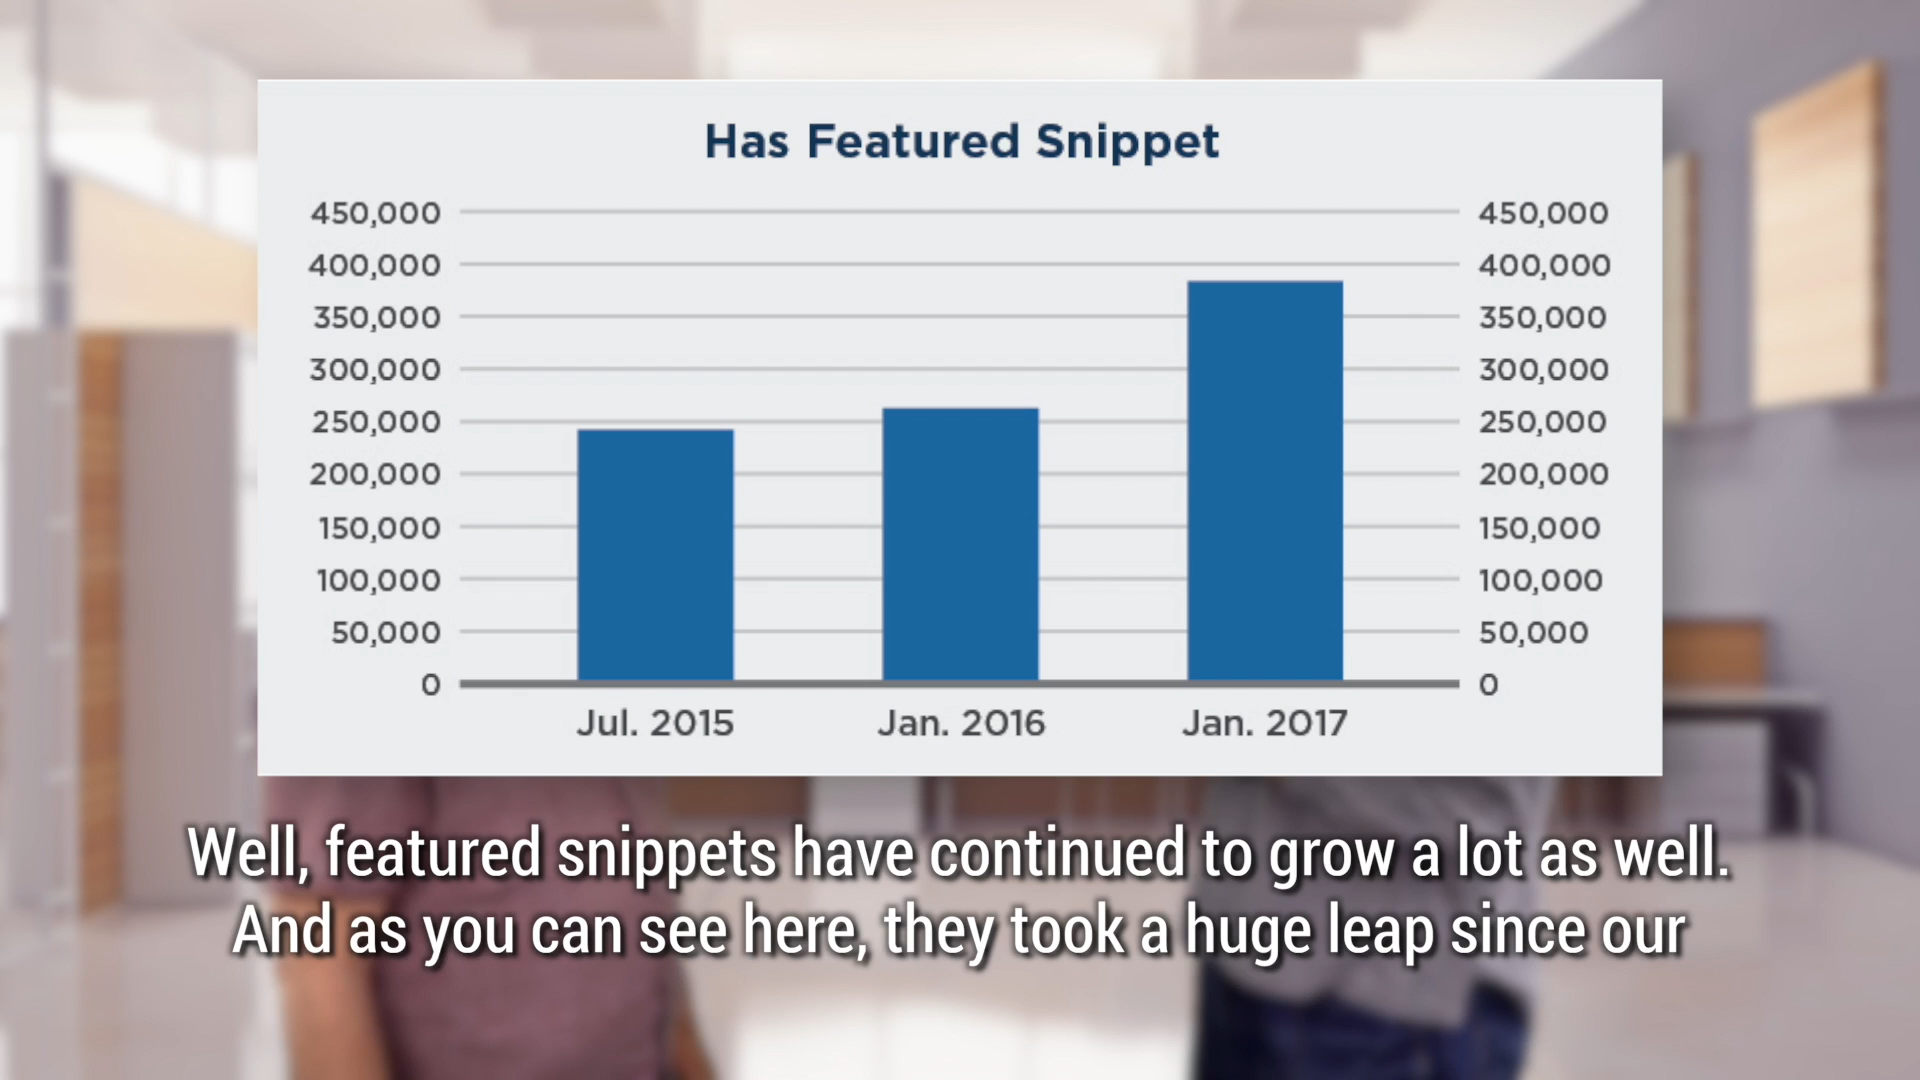 Has Featured Snippet
450,000 450,000
400,000 400,000
350,000 350,000
300,000 300,000
250,000 250,000
200,000 200,000
150,000 150,000
100,000 100,000
50,000 50,000
0 0
Jul. 2015 Jan. 2016 Jan. 2017
Well, featured snippets have continued to grow a lot as well.
And as you can see here, they took a huge leap since our